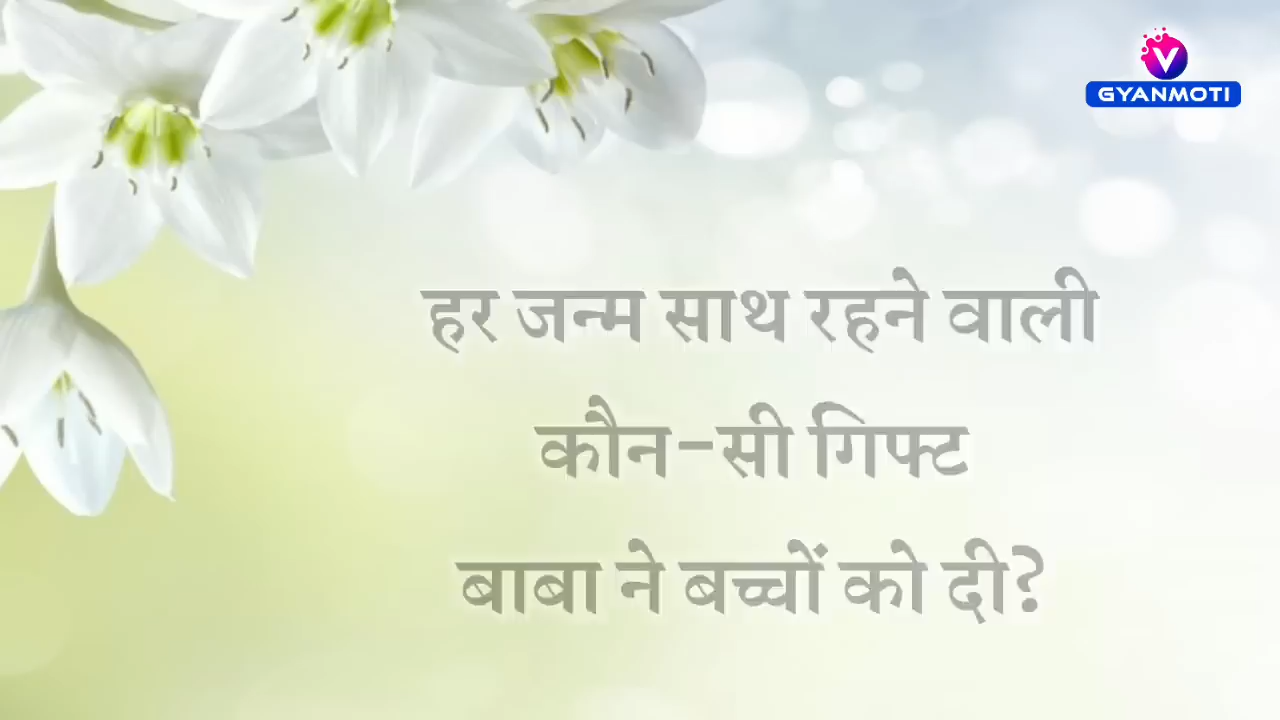 GYANMOTI
हर जन्म साथ रहने वाली
कौन-सी गिफ्ट
बाबा ने बच्चों को दी?